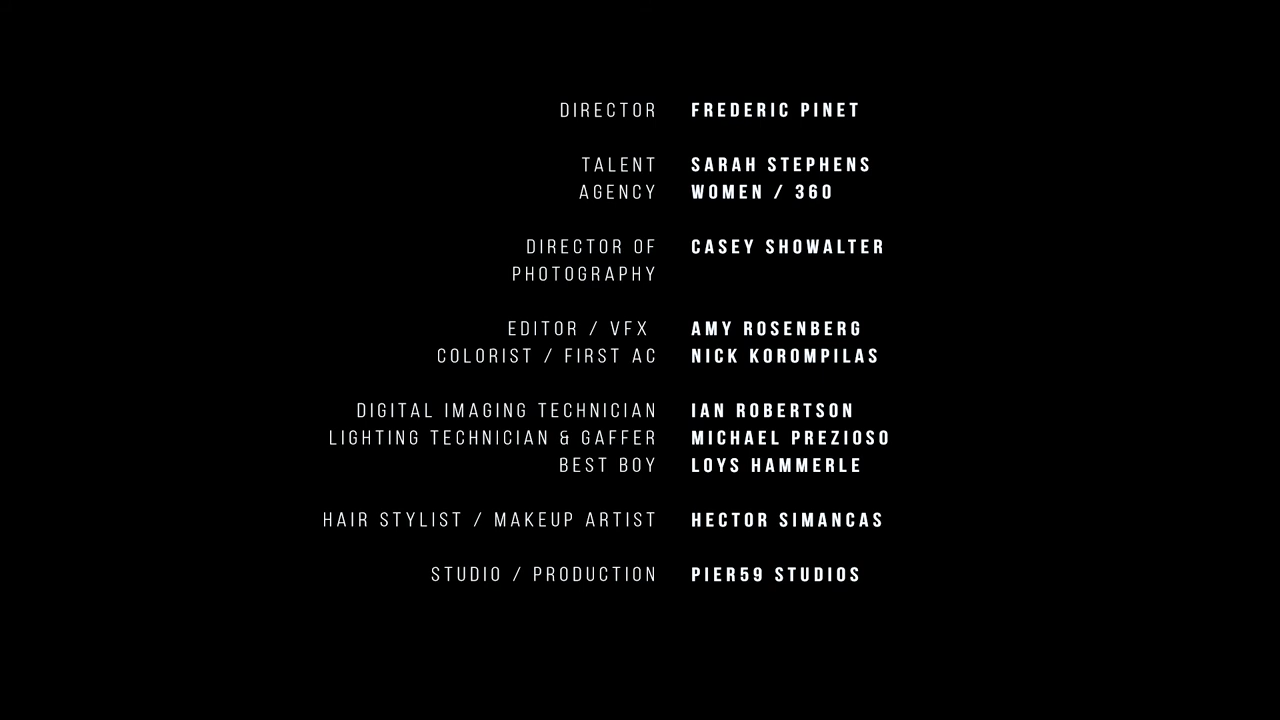 DIRECTOR FREDERIC PINET
TALENT SARAH STEPHENS
AGENCY WOMEN / 360
DIRECTOR OF CASEY SHOWALTER
PHOTOGRAPHY
EDITOR / VFX AMY ROSENBERG
COLORIST / FIRST AC NICK KOROMPILAS
DIGITAL IMAGING TECHNICIAN IAN ROBERTSON
LIGHTING TECHNICIAN & GAFFER MICHAEL PREZIOSO
BEST BOY LOYS HAMMERLE
HAIR STYLIST / MAKEUP ARTIST HECTOR SIMANCAS
STUDIO / PRODUCTION PIER59 STUDIOS